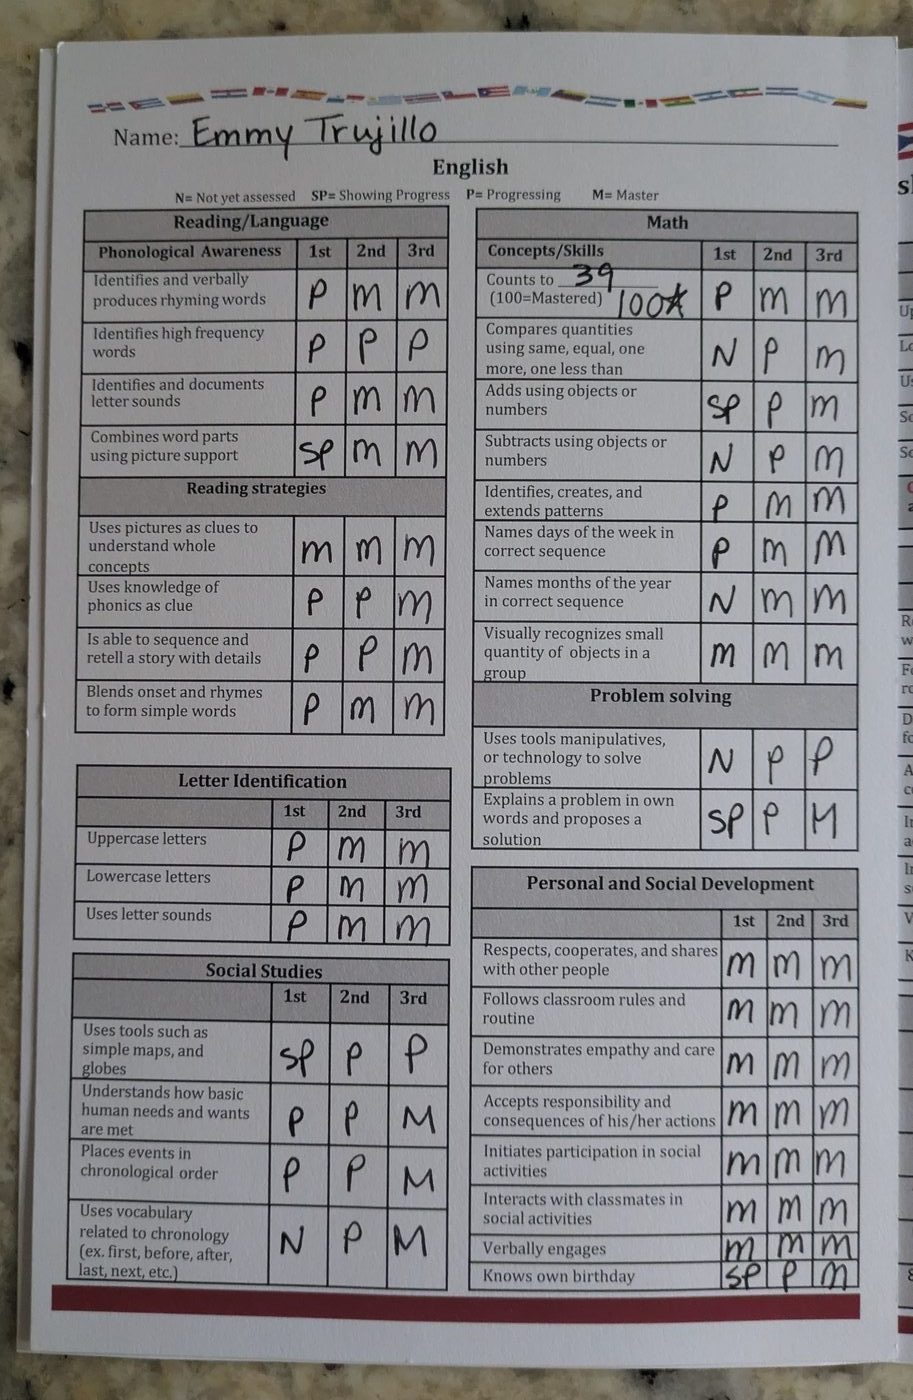 Name: Emmy Trujillo
English
N= Not yet assessed SP= Showing Progress P= Progressing M= Master
Reading/Language
Phonological Awareness 1st 2nd 3rd
Identifies and verbally
produces rhyming words P M M
Identifies high frequency
words P P P
Identifies and documents
letter sounds P M M
Combines word parts
using picture support SP M M
Reading strategies
Uses pictures as clues to
understand whole
concepts M M M
Uses knowledge of
phonics as clue P P M
Is able to sequence and
retell a story with details P P M
Blends onset and rhymes
to form simple words P M M
Letter Identification
1st 2nd 3rd
Uppercase letters P M M
Lowercase letters P M M
Uses letter sounds P M M
Social Studies
1st 2nd 3rd
Uses tools such as
simple maps, and
globes SP P P
Understands how basic
human needs and wants
are met P P M
Places events in
chronological order P P M
Uses vocabulary
related to chronology
(ex. first, before, after,
last, next, etc.) N P M
Math
Concepts/Skills 1st 2nd 3rd
Counts to 39
(100=Mastered) 100 P M M
Compares quantities
using same, equal, one
more, one less than N P M
Adds using objects or
numbers SP P M
Subtracts using objects or
numbers N P M
Identifies, creates, and
extends patterns P M M
Names days of the week in
correct sequence P M M
Names months of the year
in correct sequence N M M
Visually recognizes small
quantity of objects in a
group M M M
Problem solving
Uses tools manipulatives,
or technology to solve
problems N P P
Explains a problem in own
words and proposes a
solution SP P M
Personal and Social Development
1st 2nd 3rd
Respects, cooperates, and shares
with other people M M M
Follows classroom rules and
routine M M M
Demonstrates empathy and care
for others M M M
Accepts responsibility and
consequences of his/her actions M M M
Initiates participation in social
activities M M M
Interacts with classmates in
social activities M M M
Verbally engages M M M
Knows own birthday SP P M